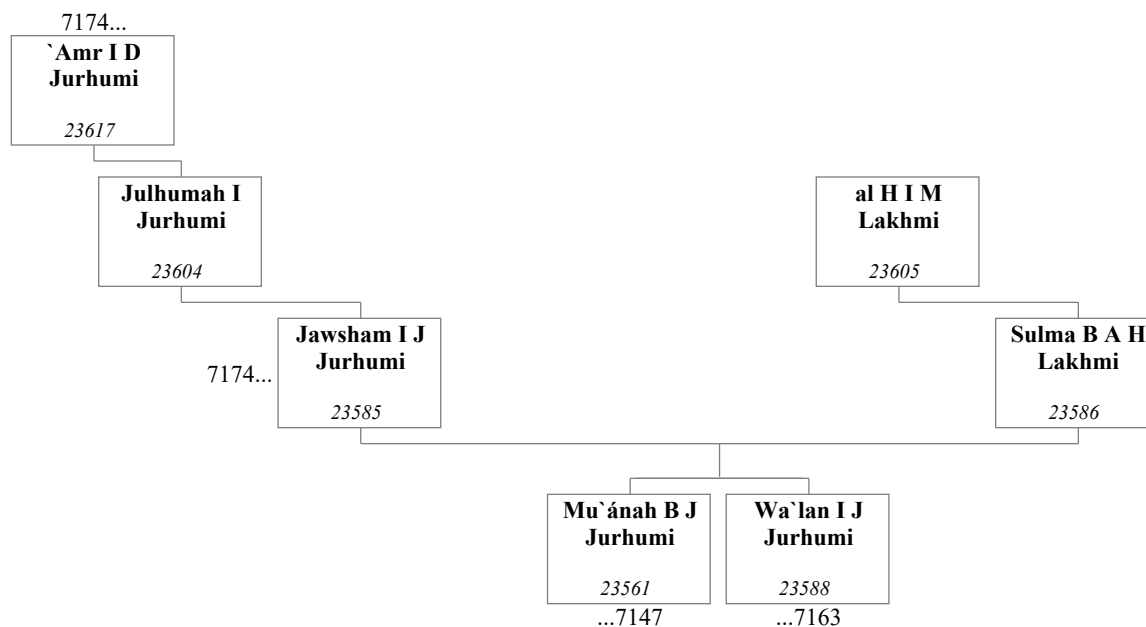 7174...
`Amr I D
Jurhumi
23617
Julhumah I
Jurhumi
23604
al H I M
Lakhmi
23605
Jawsham I J
Jurhumi
7174...
23585
Sulma B A H
Lakhmi
23586
Mu`ánah B J
Jurhumi
23561
...7147
Wa`lan I J
Jurhumi
23588
...7163